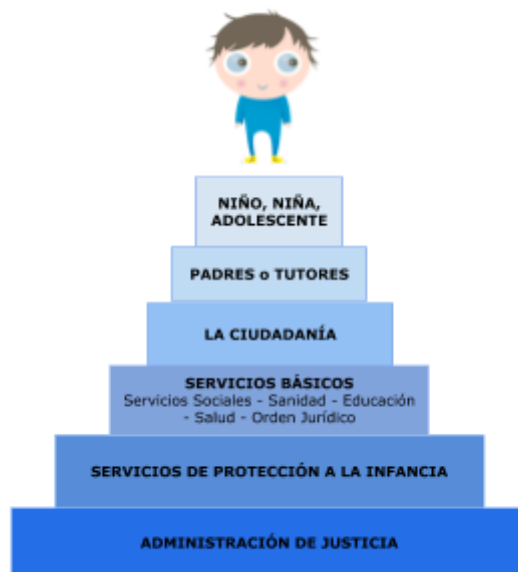 NIÑO, NIÑA,
ADOLESCENTE
PADRES o TUTORES
LA CIUDADANÍA
SERVICIOS BÁSICOS
Servicios Sociales - Sanidad - Educación
- Salud - Orden Jurídico
SERVICIOS DE PROTECCIÓN A LA INFANCIA
ADMINISTRACIÓN DE JUSTICIA